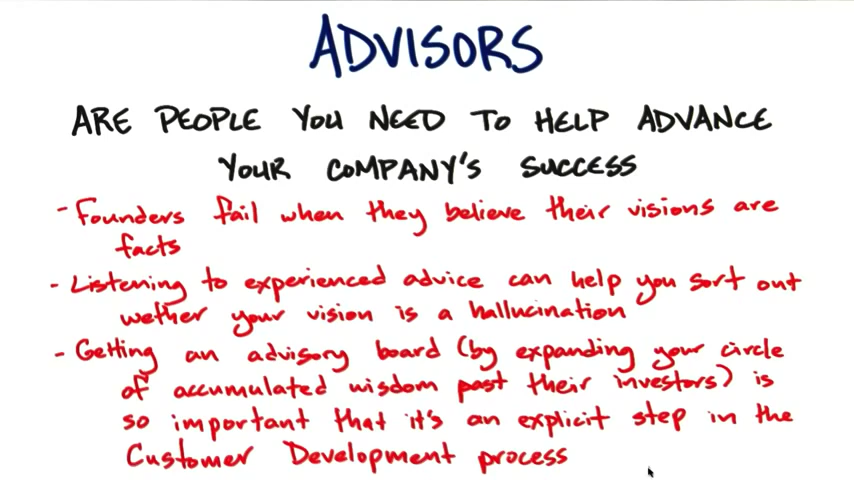 ADVISORS
ARE PEOPLE YOU NEED TO HELP ADVANCE
YOUR COMPANY'S SUCCESS
- Founders fail when they believe their visions are
facts
- Listening to experienced advice can help you sort out
wether your vision is a hallucination
- Getting an advisory board (by expanding your circle
of accumulated wisdom past their investors) is
so important that it's an explicit step in the
Customer Development process